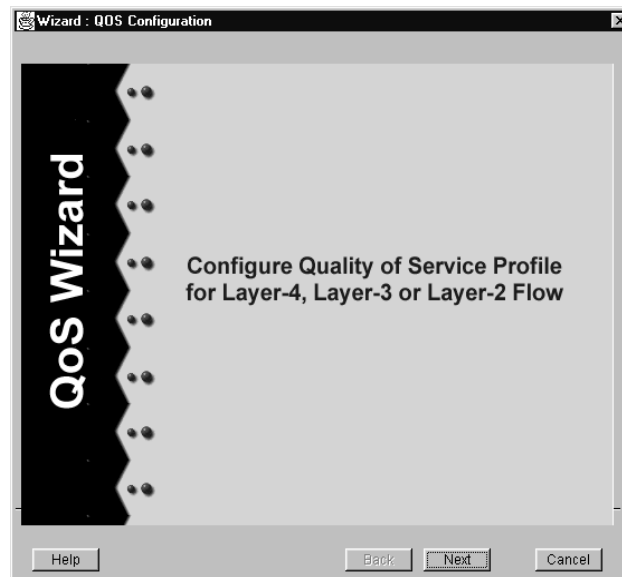 Wizard : QOS Configuration
QoS Wizard
Configure Quality of Service Profile
for Layer-4, Layer-3 or Layer-2 Flow
Help
Back
Next
Cancel